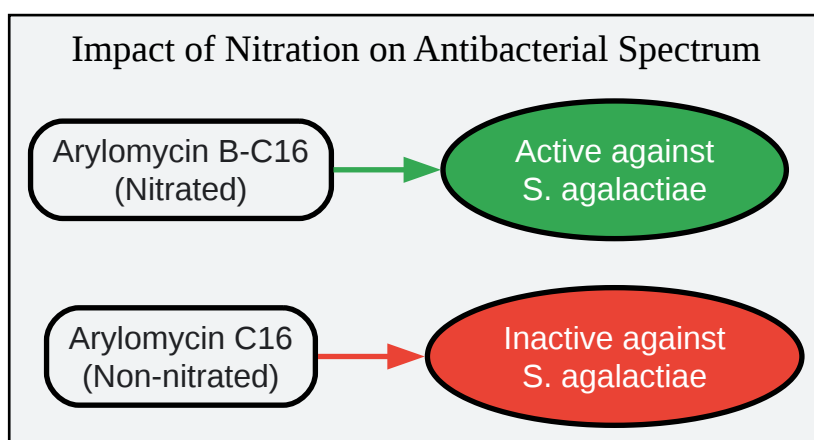 Impact of Nitration on Antibacterial Spectrum
Arylomycin B-C16
(Nitrated)
Active against
S. agalactiae
Arylomycin C16
(Non-nitrated)
Inactive against
S. agalactiae